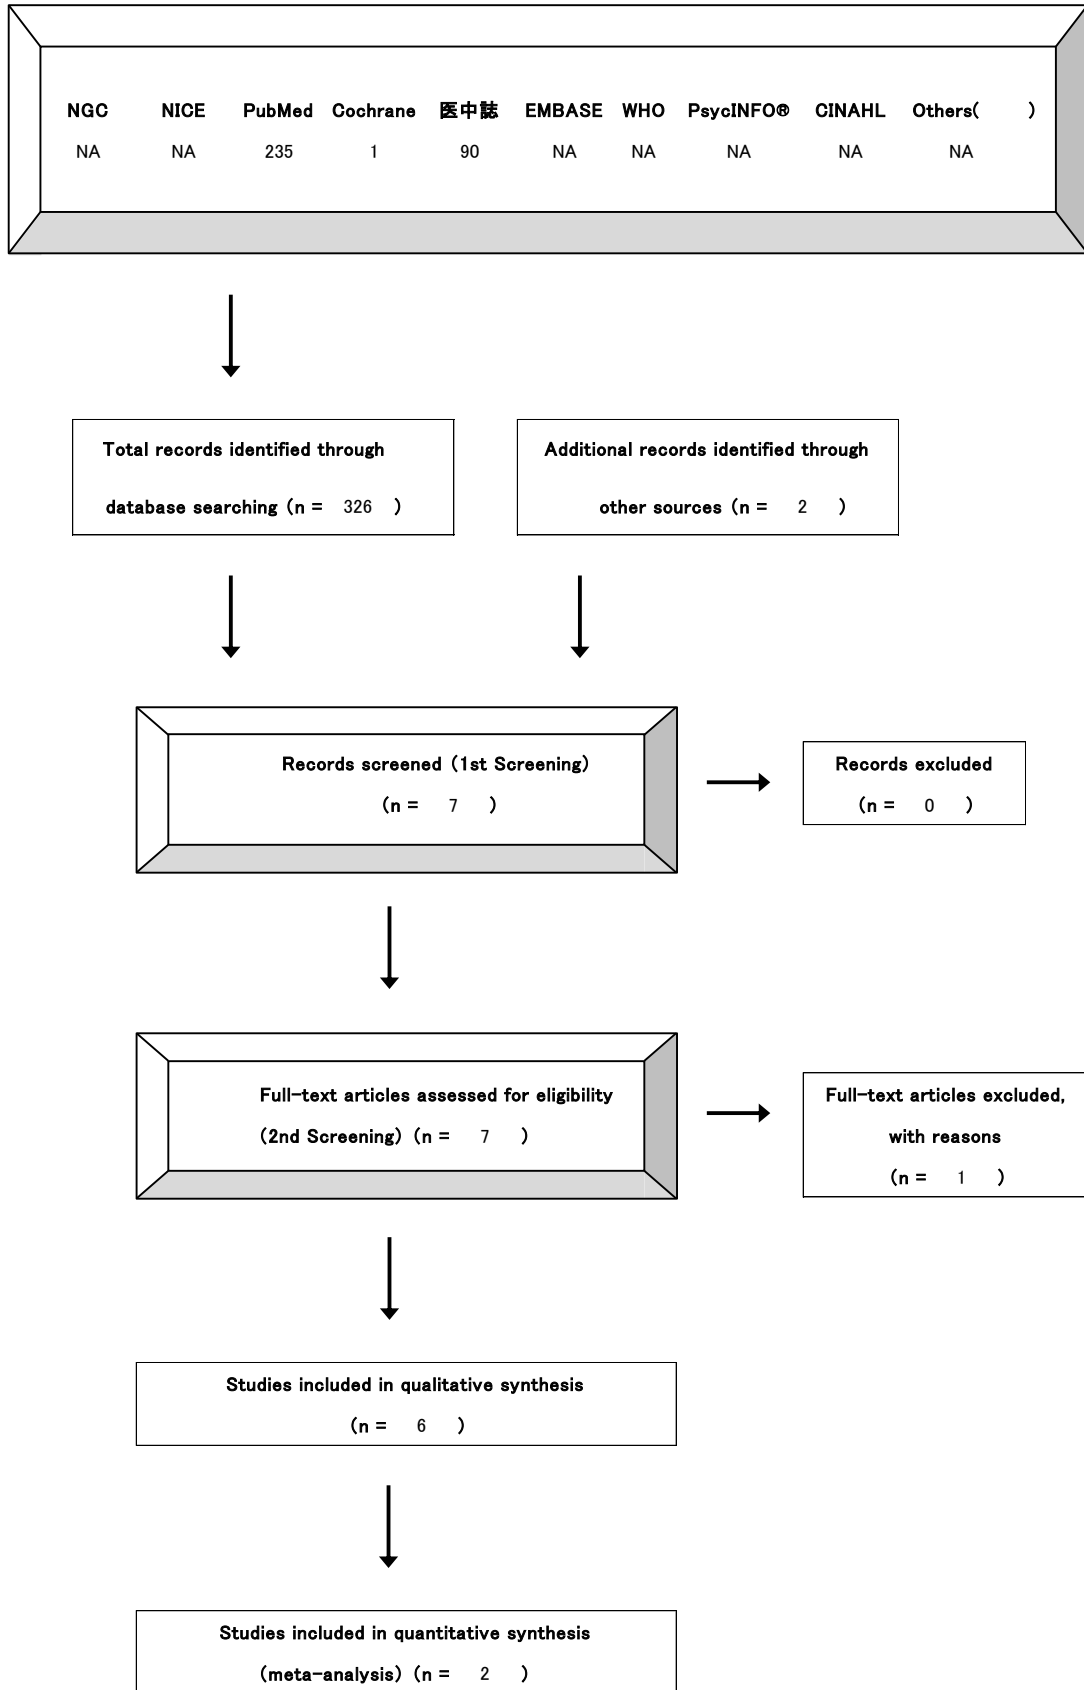 NGC NICE PubMed Cochrane 医中誌 EMBASE WHO PsycINFO® CINAHL Others( )
NA NA 235 1 90 NA NA NA NA NA
Total records identified through
database searching (n = 326 )
Additional records identified through
other sources (n = 2 )
Records screened (1st Screening)
(n = 7 )
Records excluded
(n = 0 )
Full-text articles assessed for eligibility
(2nd Screening) (n = 7 )
Full-text articles excluded,
with reasons
(n = 1 )
Studies included in qualitative synthesis
(n = 6 )
Studies included in quantitative synthesis
(meta-analysis) (n = 2 )